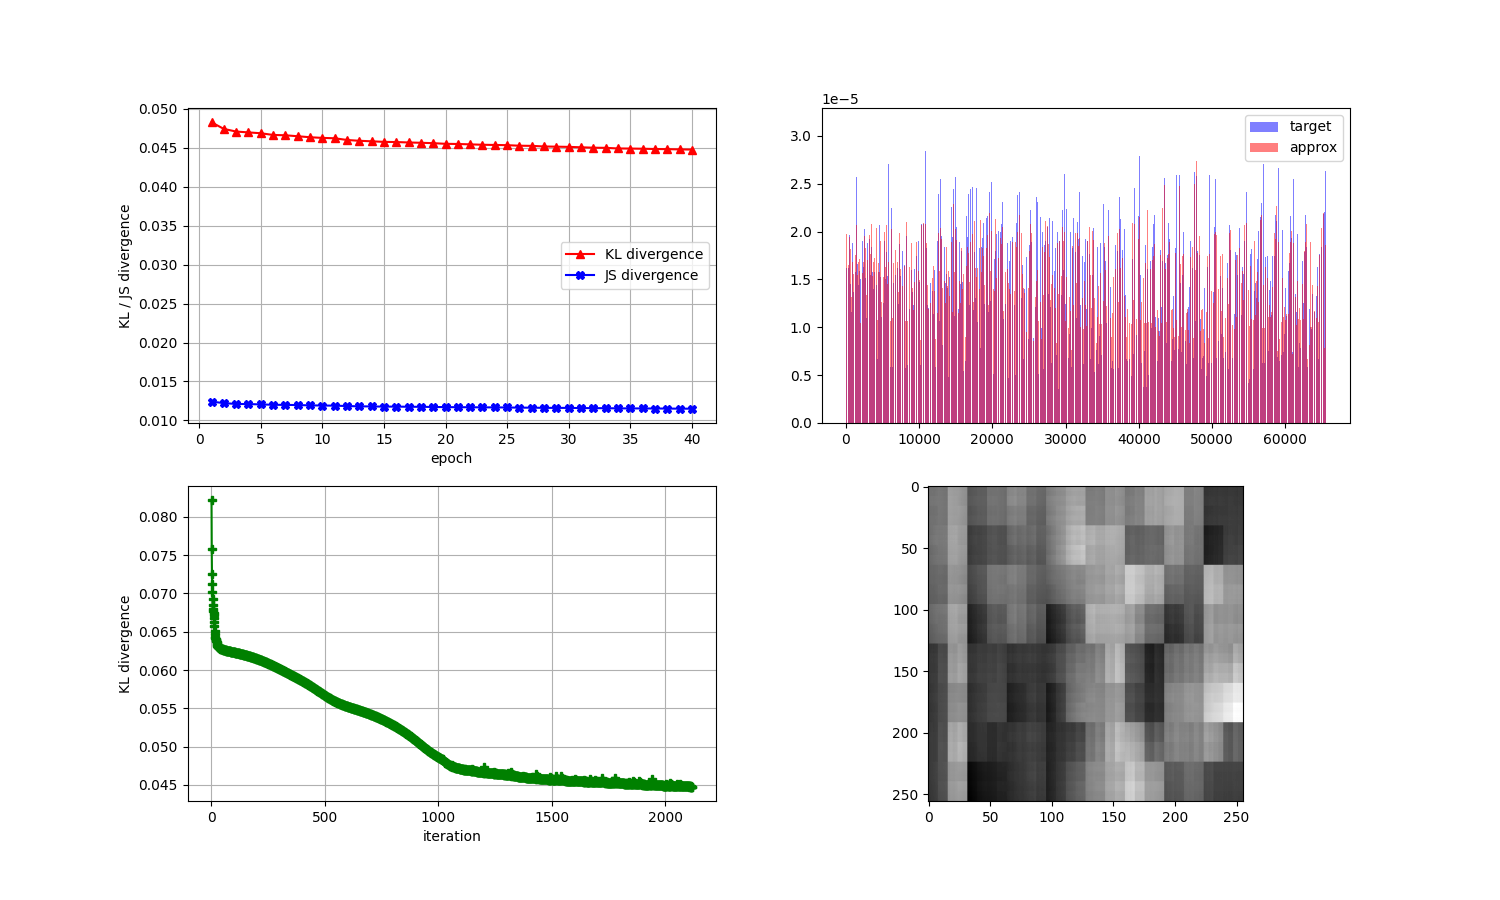 0.050
0.045
0.040
0.035
0.030
0.025
0.020
0.015
0.010
KL / JS divergence
KL divergence
JS divergence
0 5 10 15 20 25 30 35 40
epoch
1e−5
3.0
2.5
2.0
1.5
1.0
0.5
0.0
target
approx
0 10000 20000 30000 40000 50000 60000
0.080
0.075
0.070
0.065
0.060
0.055
0.050
0.045
KL divergence
0 500 1000 1500 2000
iteration
0
50
100
150
200
250
0 50 100 150 200 250